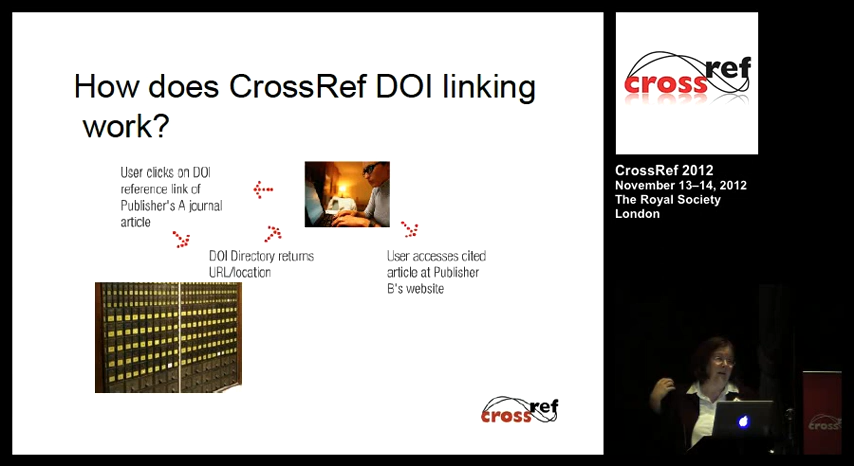 How does CrossRef DOI linking
work?
User clicks on DOI
reference link of
Publisher's A journal
article
DOI Directory returns
URL/location
User accesses cited
article at Publisher
B's website
crossref
crossref
CrossRef 2012
November 13–14, 2012
The Royal Society
London
crossref